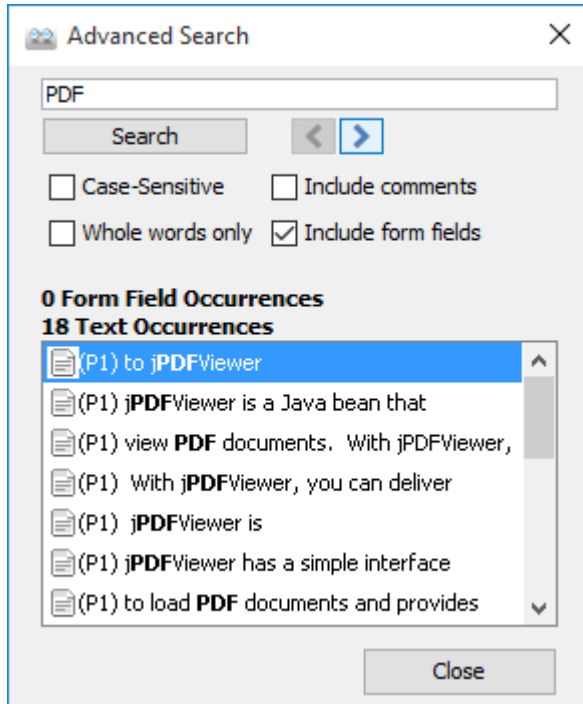 Advanced Search
PDF
Search
Case-Sensitive Include comments
Whole words only Include form fields
0 Form Field Occurrences
18 Text Occurrences
(P1) to jPDFViewer
(P1) jPDFViewer is a Java bean that
(P1) view PDF documents.  With jPDFViewer,
(P1)  With jPDFViewer, you can deliver
(P1)  jPDFViewer is
(P1) jPDFViewer has a simple interface
(P1) to load PDF documents and provides
Close